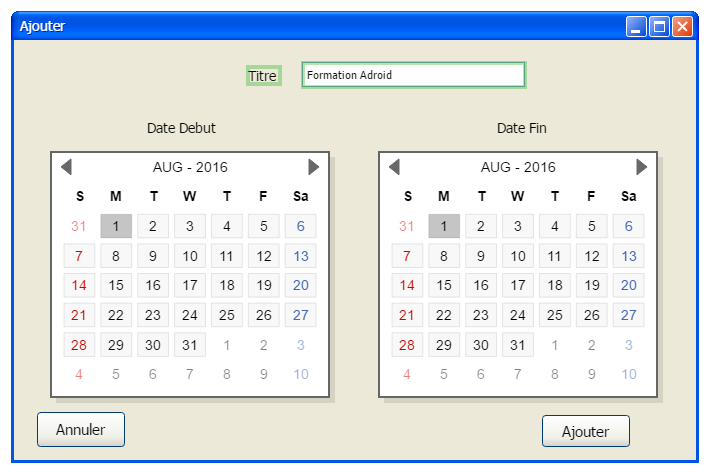 Ajouter
Titre Formation Adroid
Date Debut Date Fin
AUG - 2016 AUG - 2016
S M T W T F Sa S M T W T F Sa
31 1 2 3 4 5 6 31 1 2 3 4 5 6
7 8 9 10 11 12 13 7 8 9 10 11 12 13
14 15 16 17 18 19 20 14 15 16 17 18 19 20
21 22 23 24 25 26 27 21 22 23 24 25 26 27
28 29 30 31 1 2 3 28 29 30 31 1 2 3
4 5 6 7 8 9 10 4 5 6 7 8 9 10
Annuler Ajouter